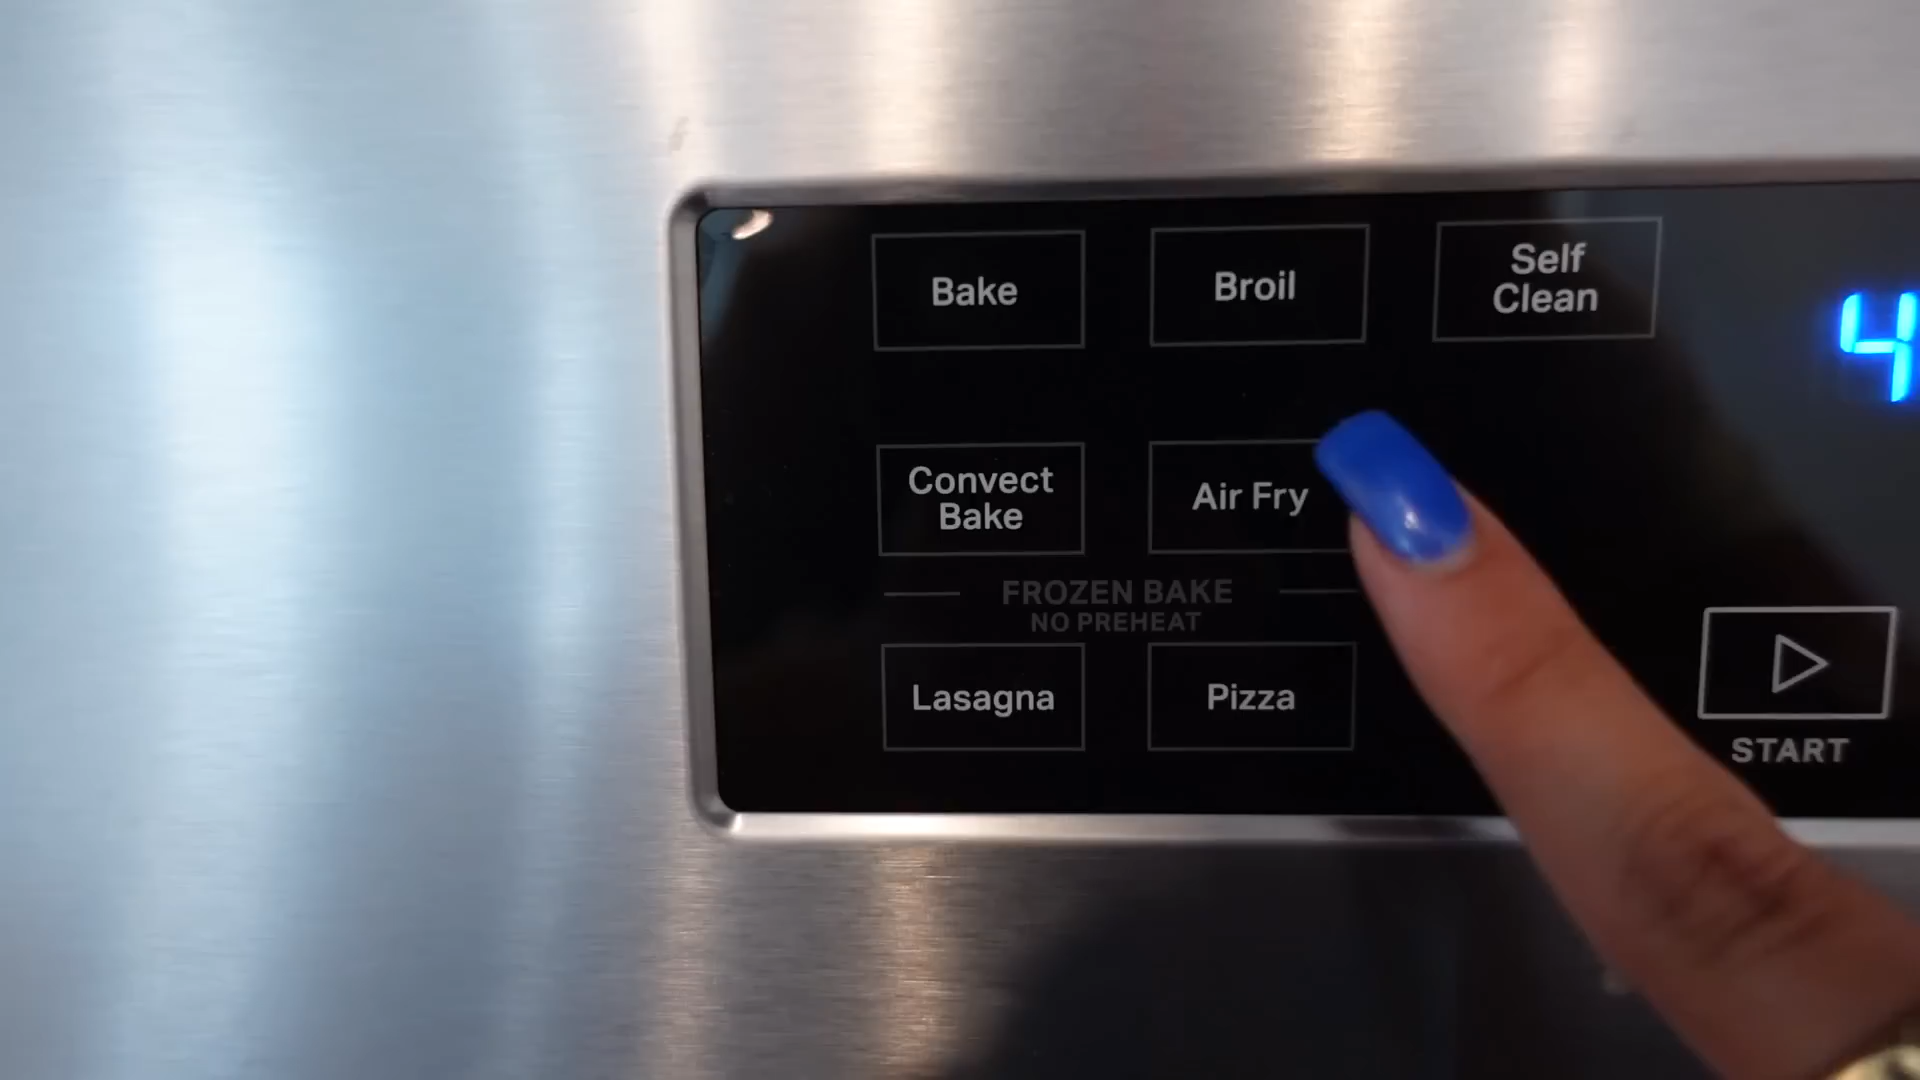 Bake
Broil
Self
Clean
4
Convect
Bake
Air Fry
FROZEN BAKE
NO PREHEAT
Lasagna
Pizza
START